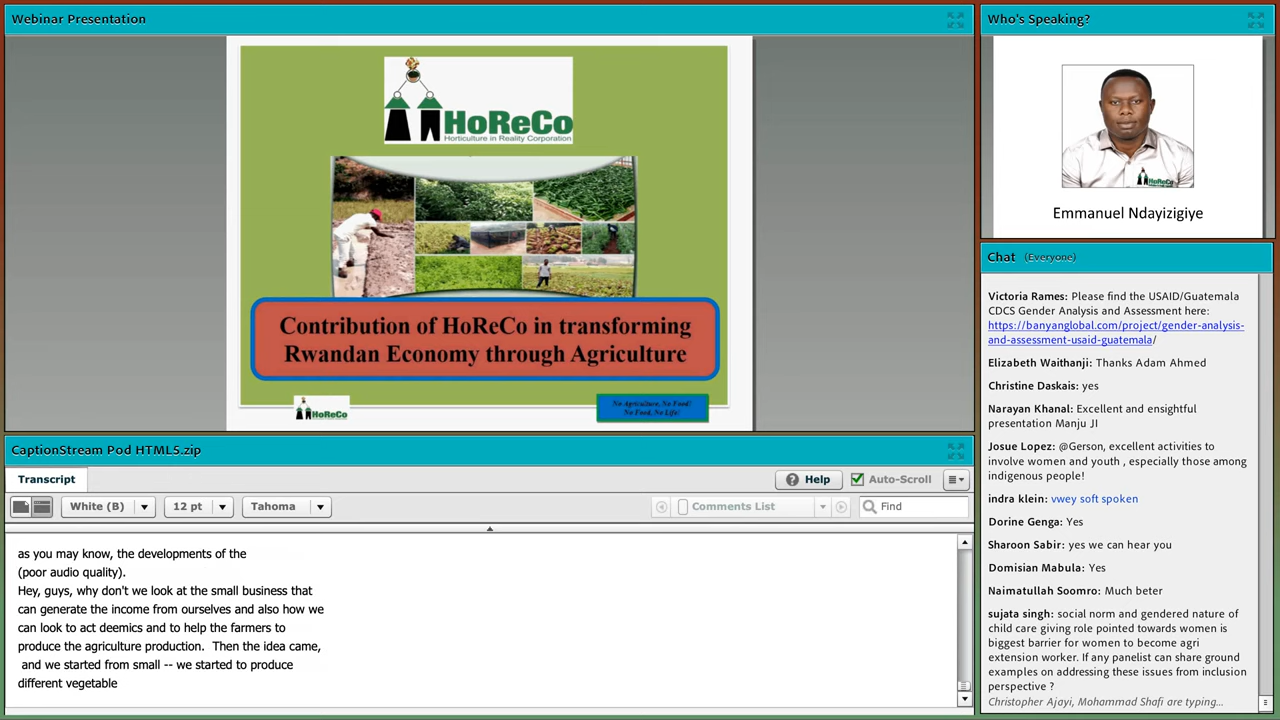 Webinar Presentation
HoReCo
Horticulture in Reality Corporation
Contribution of HoReCo in transforming
Rwandan Economy through Agriculture
HoReCo
No Agriculture, No Food!
No Food, No Life!
Who's Speaking?
HoReCo
Emmanuel Ndayizigiye
Chat (Everyone)
Victoria Rames: Please find the USAID/Guatemala
CDCS Gender Analysis and Assessment here:
https://banyanglobal.com/project/gender-analysis-
and-assessment-usaid-guatemala/
Elizabeth Waithanji: Thanks Adam Ahmed
Christine Daskais: yes
Narayan Khanal: Excellent and ensightful
presentation Manju JI
Josue Lopez: @Gerson, excellent activities to
involve women and youth , especially those among
indigenous people!
indra klein: vwey soft spoken
Dorine Genga: Yes
Sharoon Sabir: yes we can hear you
Domisian Mabula: Yes
Naimatullah Soomro: Much beter
sujata singh: social norm and gendered nature of
child care giving role pointed towards women is
biggest barrier for women to become agri
extension worker. If any panelist can share ground
examples on addressing these issues from inclusion
perspective ?
Christopher Ajayi, Mohammad Shafi are typing...
CaptionStream Pod HTML5.zip
Transcript
Help
Auto-Scroll
White (B)
12 pt
Tahoma
Comments List
Find
as you may know, the developments of the
(poor audio quality).
Hey, guys, why don't we look at the small business that
can generate the income from ourselves and also how we
can look to act deemics and to help the farmers to
produce the agriculture production.  Then the idea came,
and we started from small -- we started to produce
different vegetable